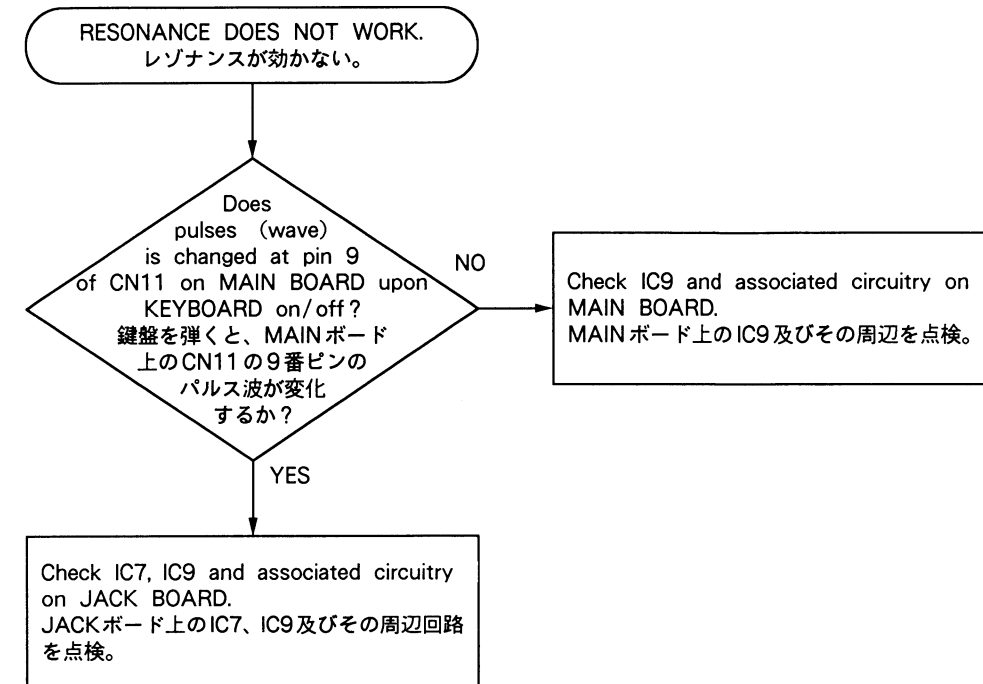 RESONANCE DOES NOT WORK.
レゾナンスが効かない。
Does
pulses (wave)
is changed at pin 9
of CN11 on MAIN BOARD upon
KEYBOARD on/off?
鍵盤を弾くと、MAINボード
上のCN11の9番ピンの
パルス波が変化
するか?
NO
Check IC9 and associated circuitry on
MAIN BOARD.
MAINボード上のIC9及びその周辺を点検。
YES
Check IC7, IC9 and associated circuitry
on JACK BOARD.
JACKボード上のIC7、IC9及びその周辺回路
を点検。